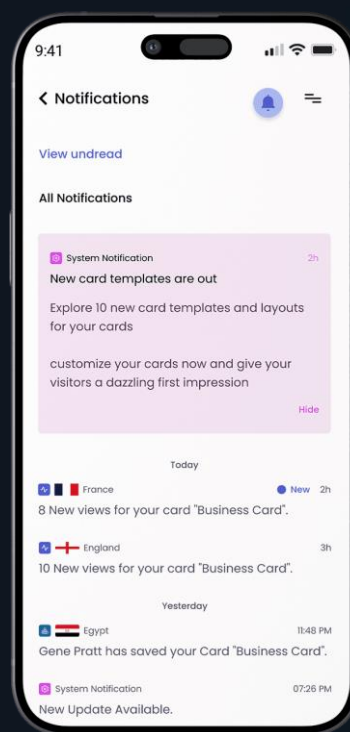 9:41
Notifications
View undread
All Notifications
System Notification 2h
New card templates are out
Explore 10 new card templates and layouts
for your cards
customize your cards now and give your
visitors a dazzling first impression
Hide
Today
France New 2h
8 New views for your card "Business Card".
England 3h
10 New views for your card "Business Card".
Yesterday
Egypt 11:48 PM
Gene Pratt has saved your Card "Business Card".
System Notification 07:26 PM
New Update Available.